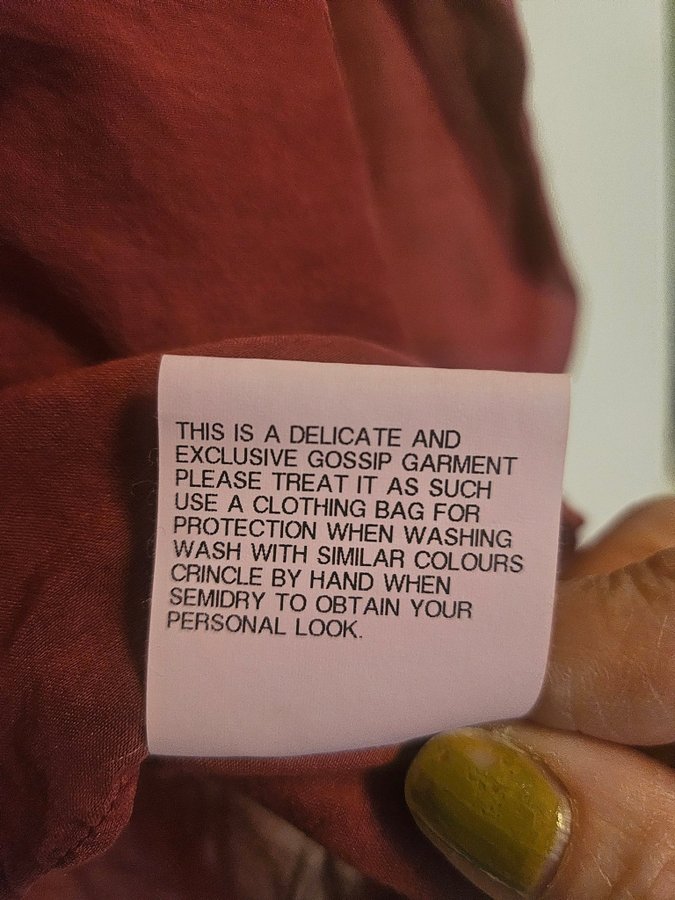 THIS IS A DELICATE AND
EXCLUSIVE GOSSIP GARMENT
PLEASE TREAT IT AS SUCH
USE A CLOTHING BAG FOR
PROTECTION WHEN WASHING
WASH WITH SIMILAR COLOURS
CRINCLE BY HAND WHEN
SEMIDRY TO OBTAIN YOUR
PERSONAL LOOK.